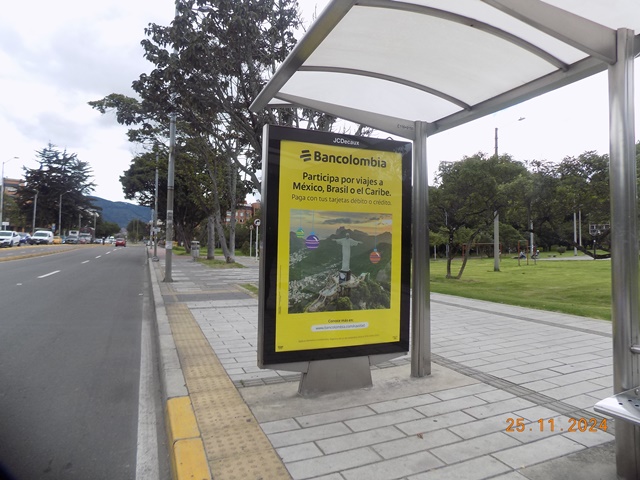 JCDecaux
Bancolombia
Participa por viajes a
México, Brasil o el Caribe.
Paga con tus tarjetas débito o crédito.
25.11.2024